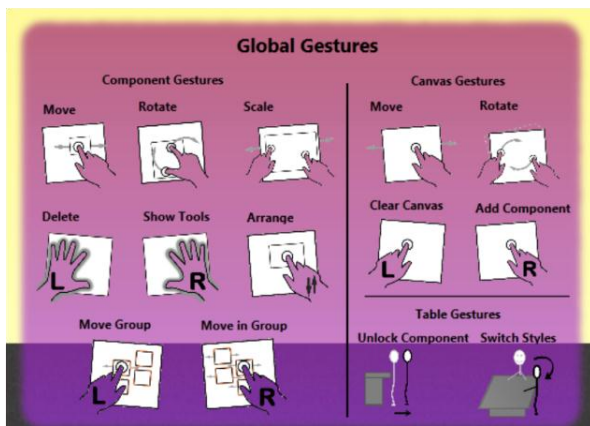 Global Gestures
Component Gestures
Move
Rotate
Scale
Delete
Show Tools
Arrange
L
R
Move Group
Move in Group
L
R
Canvas Gestures
Move
Rotate
Clear Canvas
Add Component
L
R
Table Gestures
Unlock Component
Switch Styles